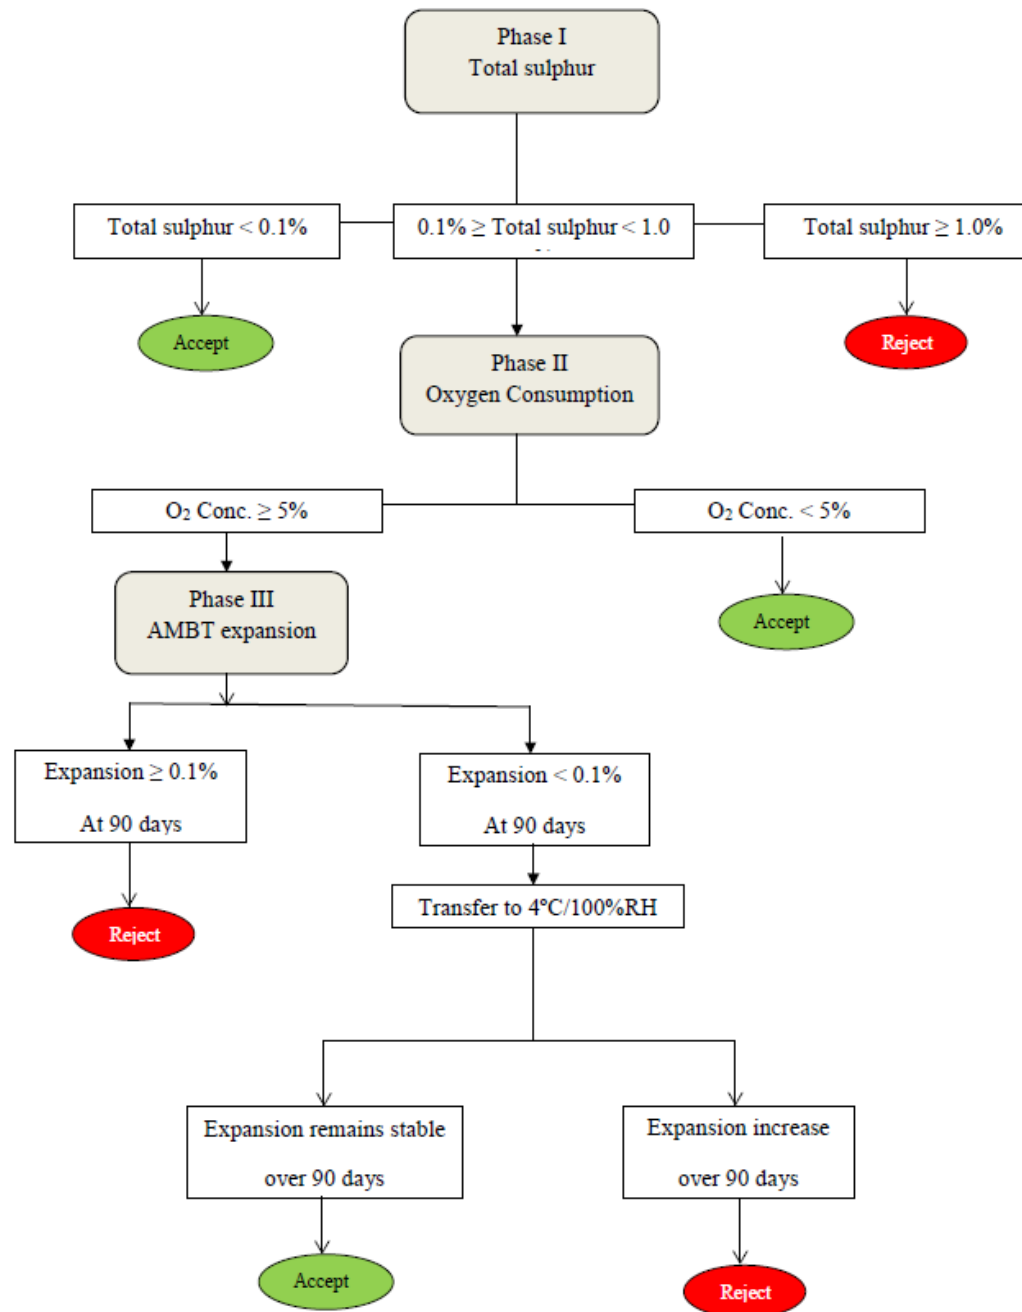 Phase I
Total sulphur
Total sulphur < 0.1%
0.1% ≥ Total sulphur < 1.0
Total sulphur ≥ 1.0%
Accept
Reject
Phase II
Oxygen Consumption
O₂ Conc. ≥ 5%
O₂ Conc. < 5%
Phase III
AMBT expansion
Accept
Expansion ≥ 0.1%
At 90 days
Expansion < 0.1%
At 90 days
Reject
Transfer to 4°C/100%RH
Expansion remains stable
over 90 days
Expansion increase
over 90 days
Accept
Reject